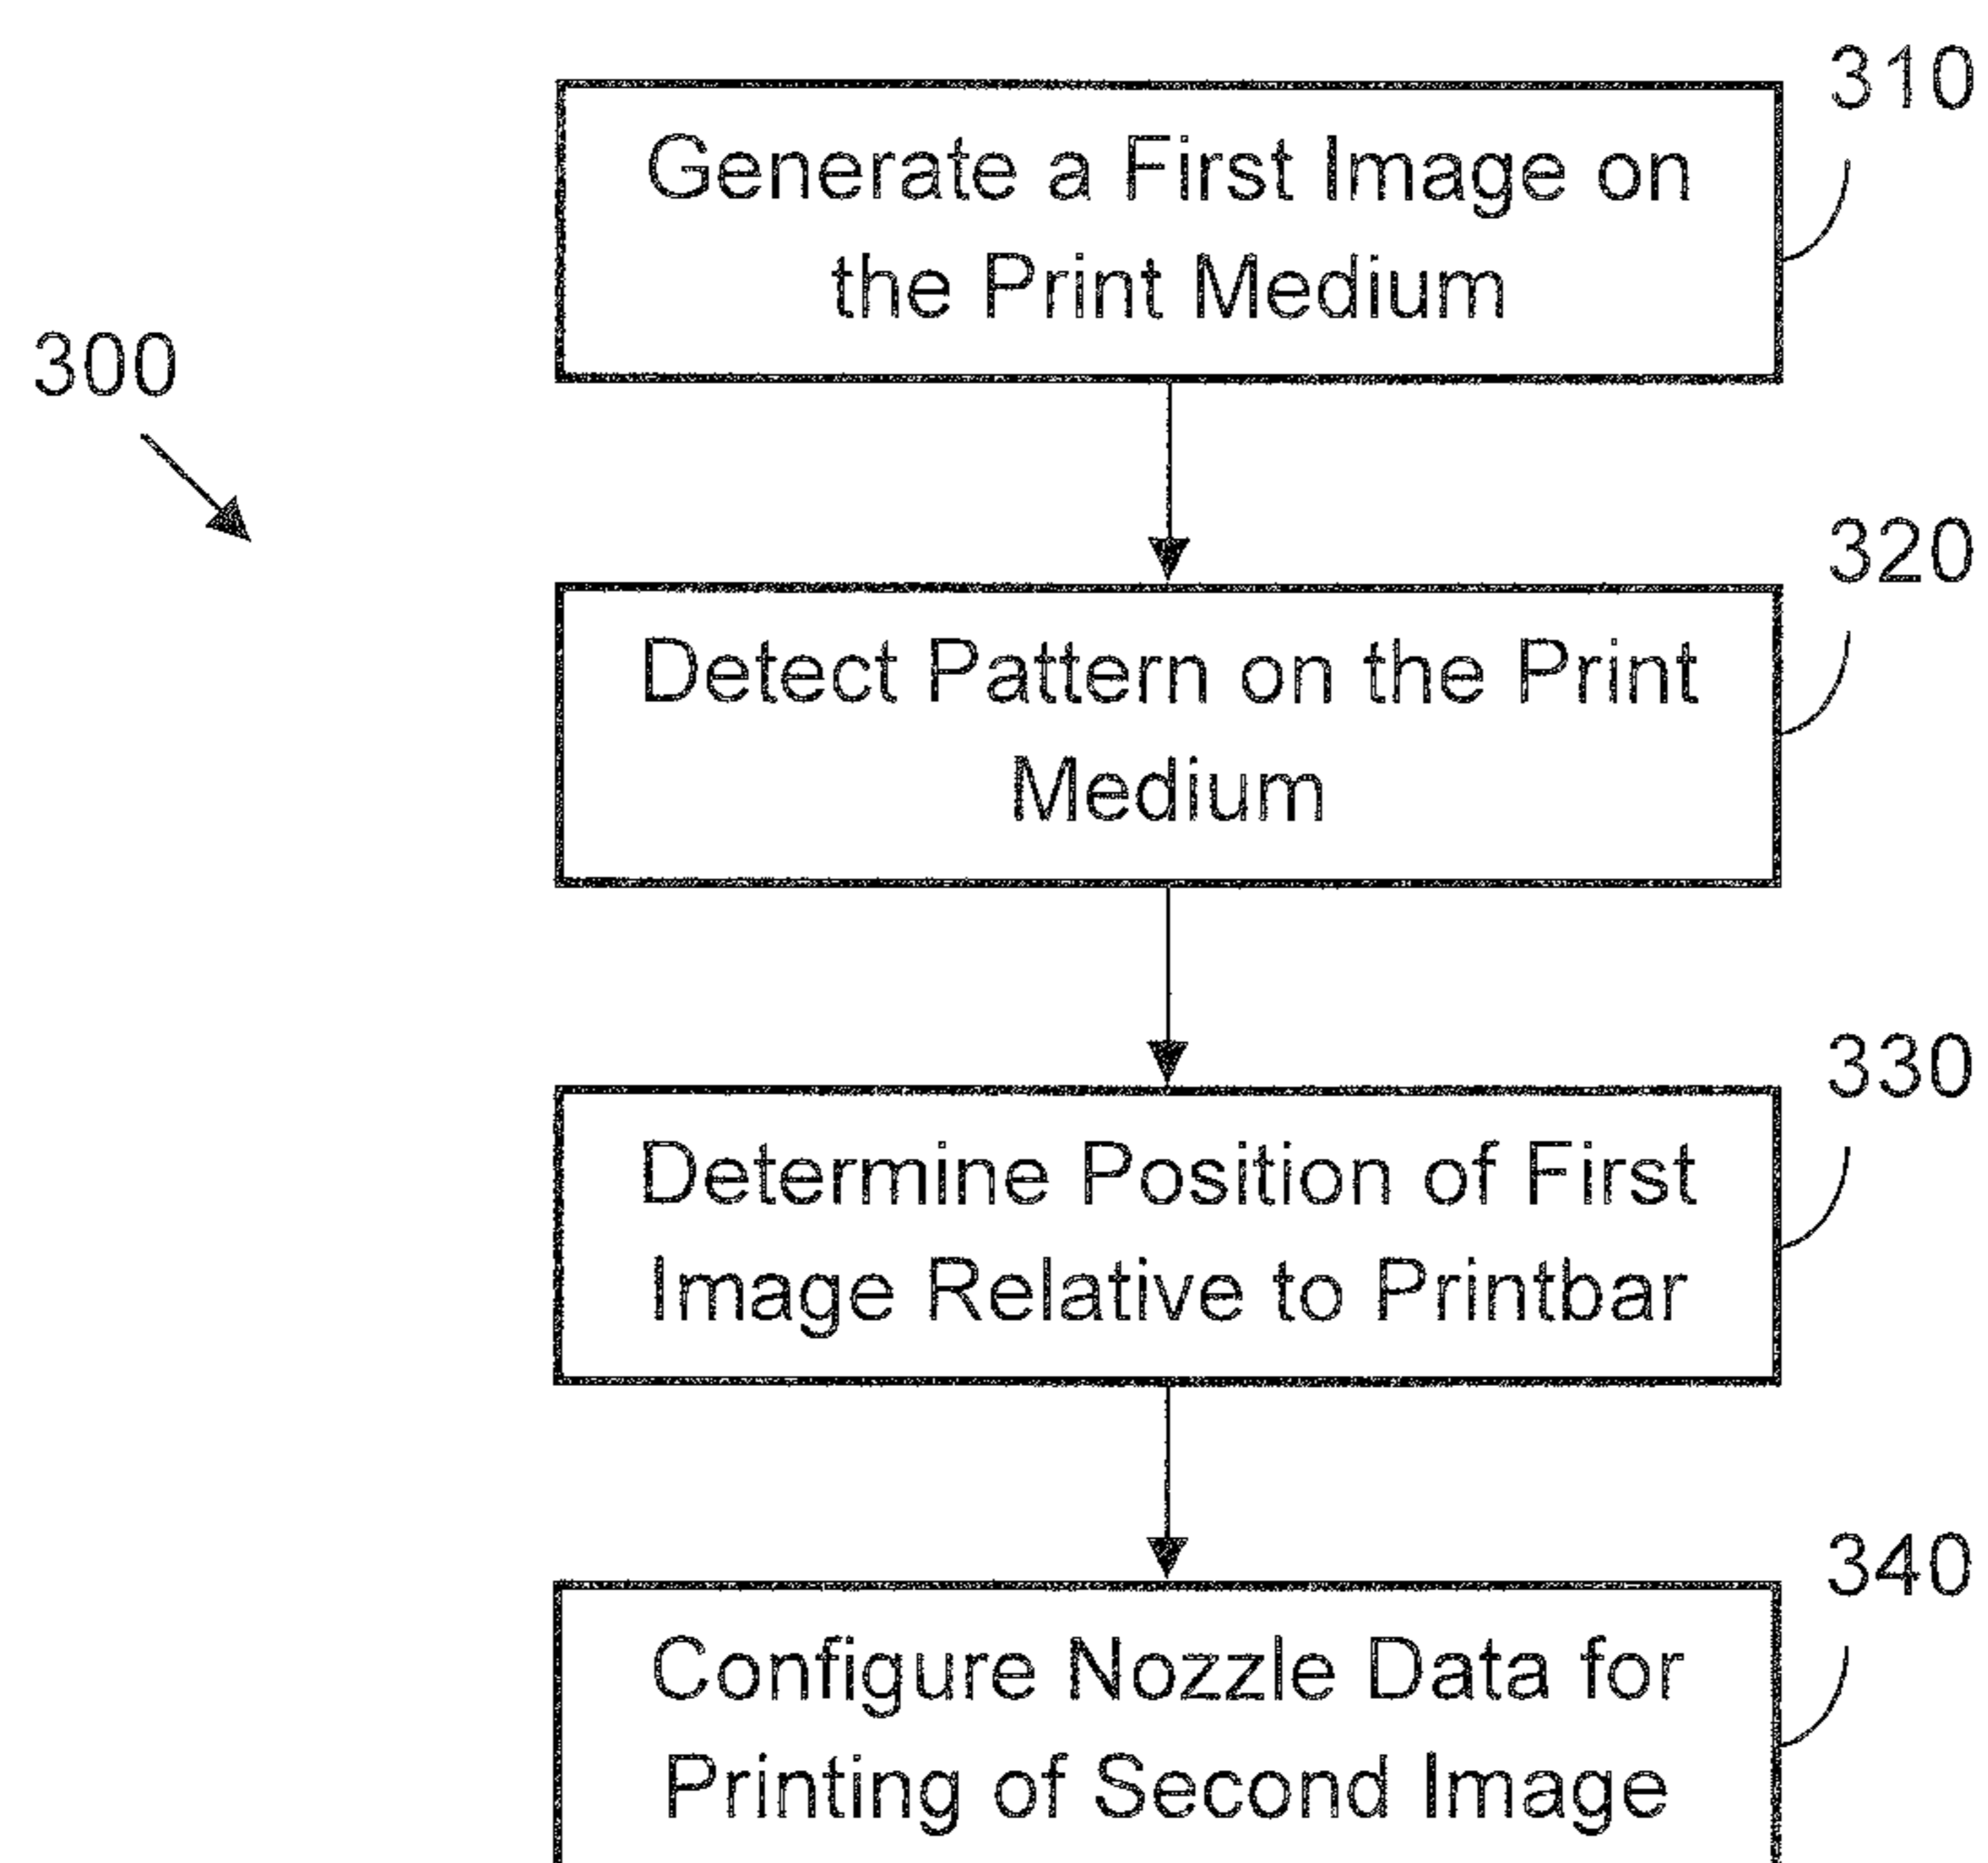 310
Generate a First Image on
the Print Medium
300
320
Detect Pattern on the Print
Medium
330
Determine Position of First
Image Relative to Printbar
340
Configure Nozzle Data for
Printing of Second Image